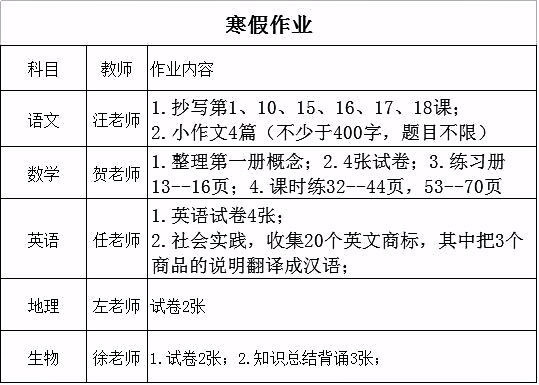 寒假作业
科目 教师 作业内容
语文 汪老师 1.抄写第1、10、15、16、17、18课；
2.小作文4篇（不少于400字，题目不限）
数学 贺老师 1.整理第一册概念；2.4张试卷；3.练习册
13--16页；4.课时练32--44页，53--70页
英语 任老师 1.英语试卷4张；
2.社会实践，收集20个英文商标，其中把3个
商品的说明翻译成汉语；
地理 左老师 试卷2张
生物 徐老师 1.试卷2张；2.知识总结背诵3张；